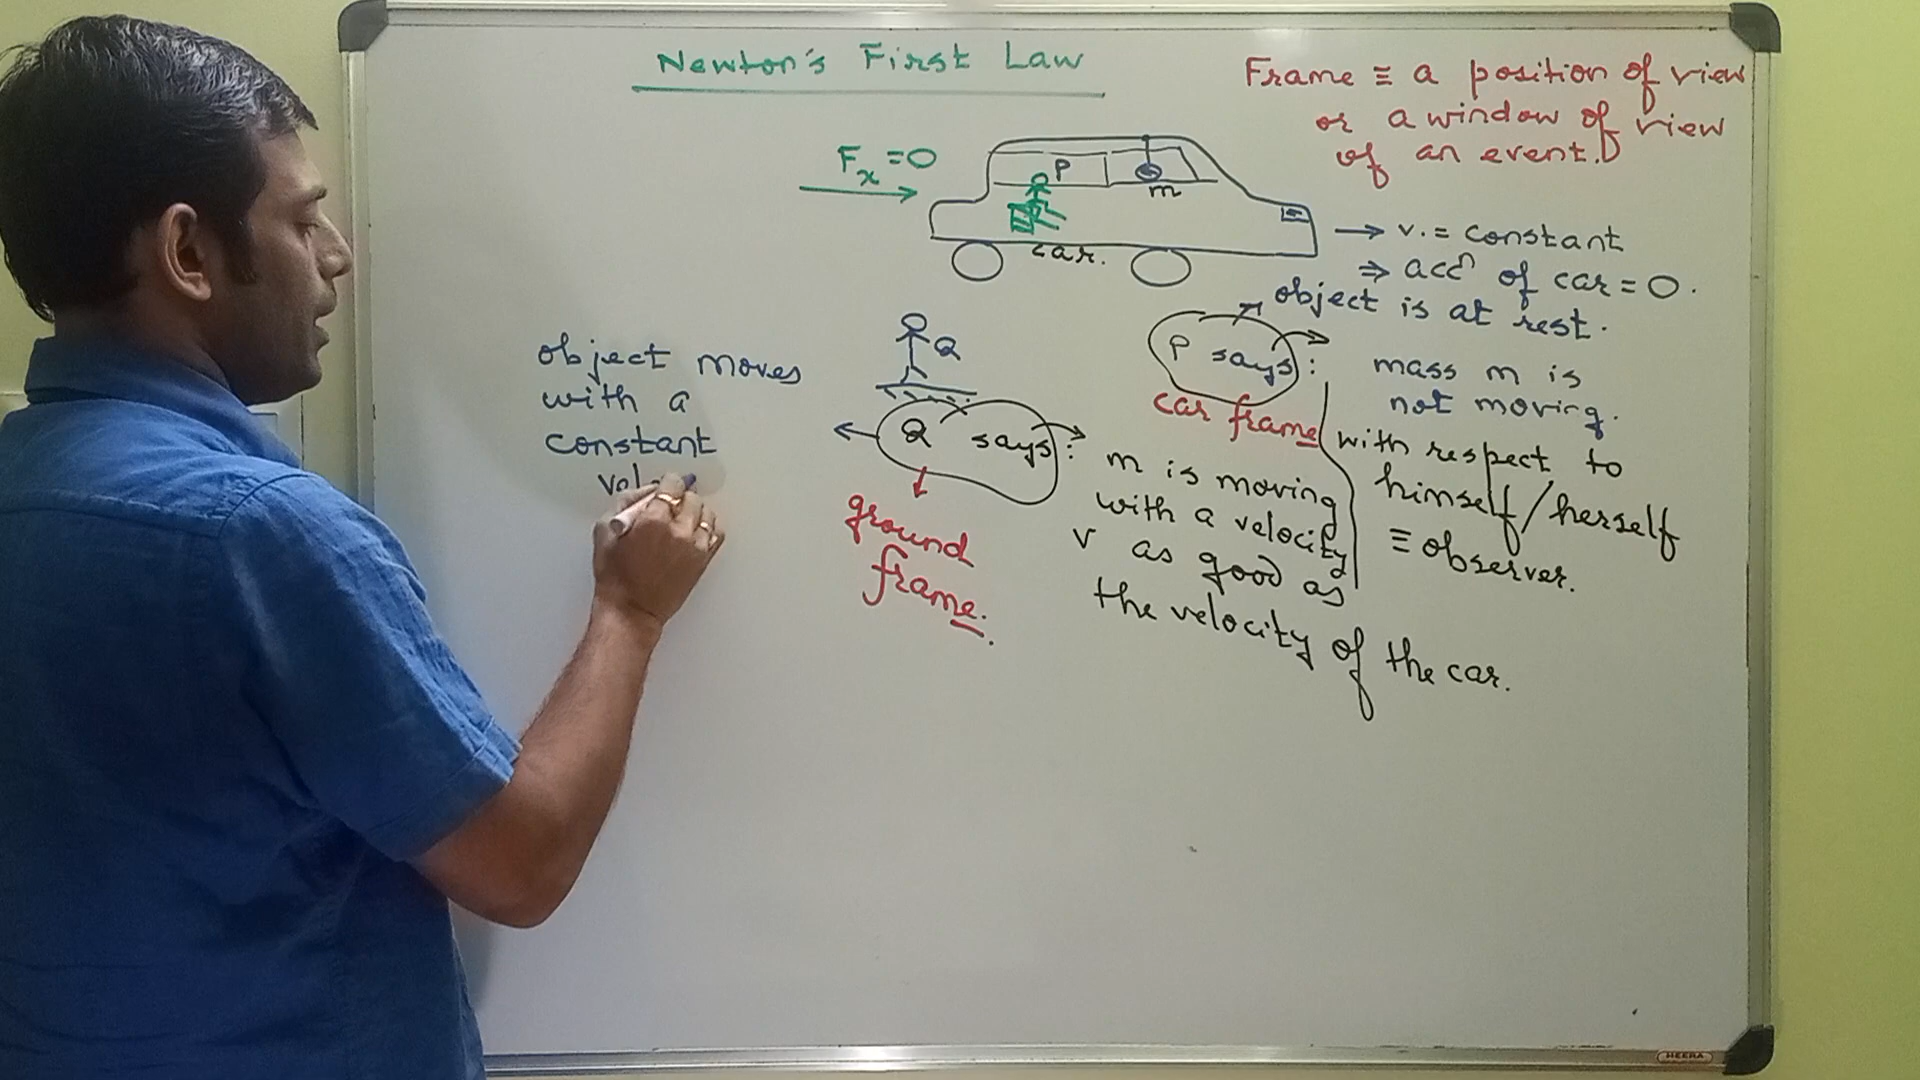 Newton's First Law
Frame ≡ a position of view
or a window of view
of an event.
Fx = 0
P
m
car.
→ v. = constant
⇒ accⁿ of car = 0.
object is at rest.
Q
P says :
mass m is
not moving.
with respect to
himself/herself
≡ observer.
car frame
object moves
with a
constant
Q says :
m is moving
with a velocity
v as good as
the velocity of the car.
ground
frame.
HEERA